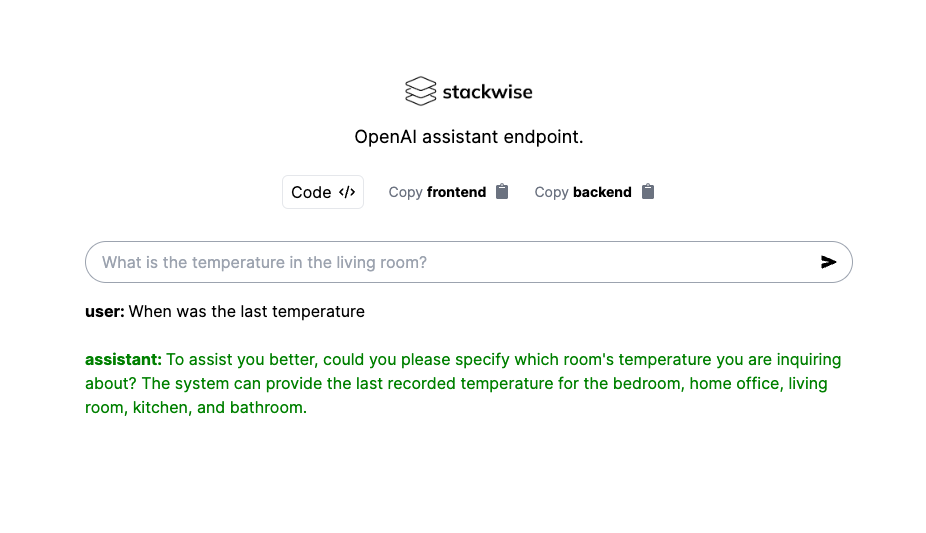 stackwise
OpenAI assistant endpoint.
Code </> Copy frontend Copy backend
What is the temperature in the living room?
user: When was the last temperature
assistant: To assist you better, could you please specify which room's temperature you are inquiring
about? The system can provide the last recorded temperature for the bedroom, home office, living
room, kitchen, and bathroom.